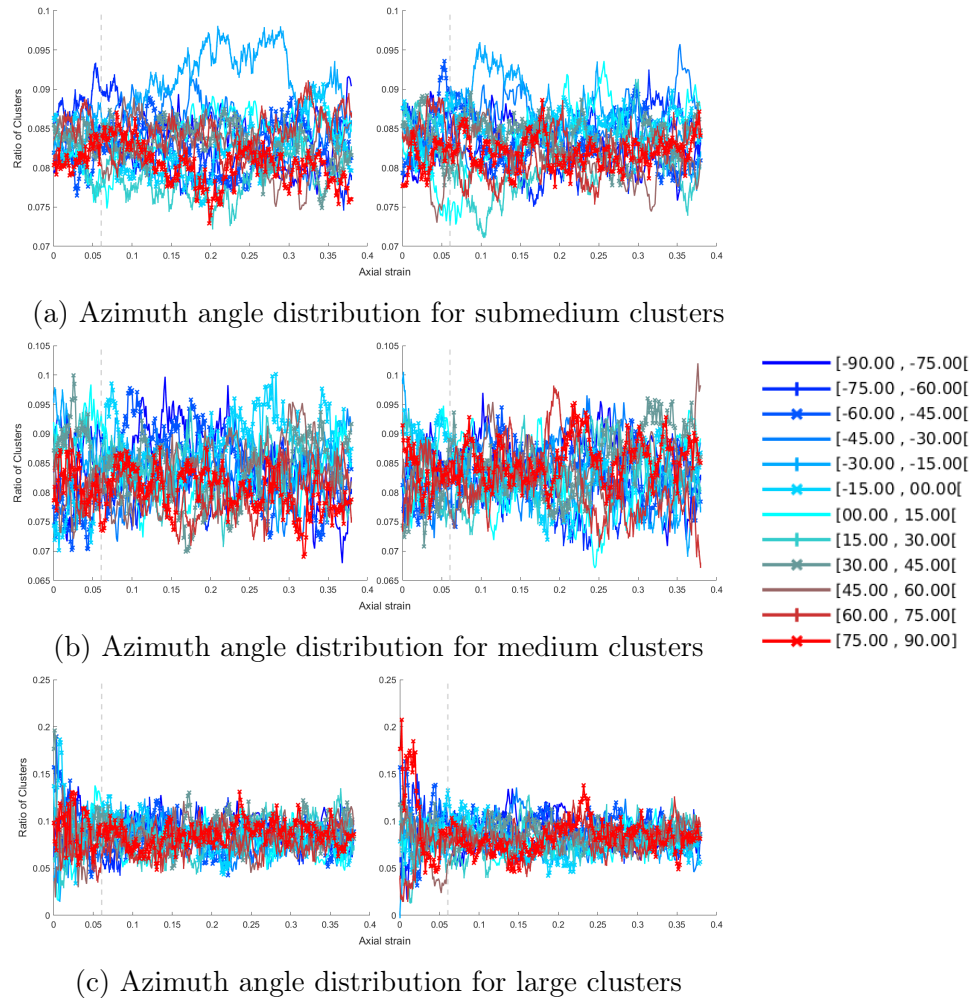 0.1
0.095
0.09
0.085
0.08
0.075
0.07
Ratio of Clusters
0 0.05 0.1 0.15 0.2 0.25 0.3 0.35 0.4
Axial strain
0.1
0.095
0.09
0.085
0.08
0.075
0.07
0 0.05 0.1 0.15 0.2 0.25 0.3 0.35 0.4
(a) Azimuth angle distribution for submedium clusters
0.105
0.1
0.095
0.09
0.085
0.08
0.075
0.07
0.065
Ratio of Clusters
0 0.05 0.1 0.15 0.2 0.25 0.3 0.35 0.4
Axial strain
0.105
0.1
0.095
0.09
0.085
0.08
0.075
0.07
0.065
0 0.05 0.1 0.15 0.2 0.25 0.3 0.35 0.4
(b) Azimuth angle distribution for medium clusters
[-90.00 , -75.00[
[-75.00 , -60.00[
[-60.00 , -45.00[
[-45.00 , -30.00[
[-30.00 , -15.00[
[-15.00 , 00.00[
[00.00 , 15.00[
[15.00 , 30.00[
[30.00 , 45.00[
[45.00 , 60.00[
[60.00 , 75.00[
[75.00 , 90.00]
0.25
0.2
0.15
0.1
0.05
0
Ratio of Clusters
0 0.05 0.1 0.15 0.2 0.25 0.3 0.35 0.4
Axial strain
0.25
0.2
0.15
0.1
0.05
0
0 0.05 0.1 0.15 0.2 0.25 0.3 0.35 0.4
(c) Azimuth angle distribution for large clusters